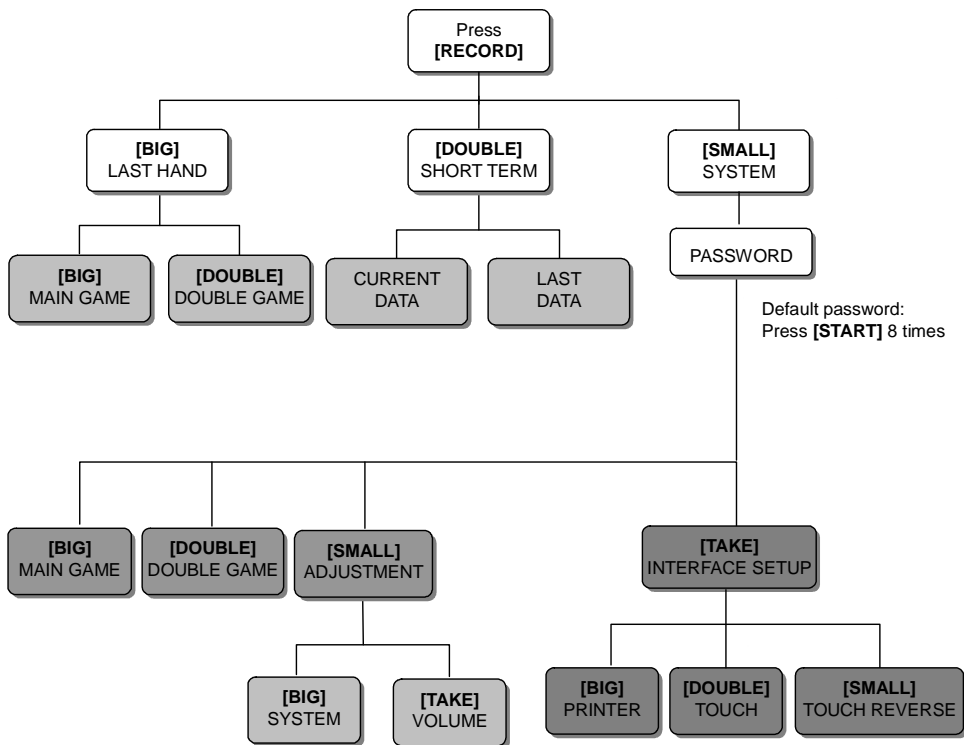 Press
[RECORD]
[BIG]
LAST HAND
[DOUBLE]
SHORT TERM
[SMALL]
SYSTEM
[BIG]
MAIN GAME
[DOUBLE]
DOUBLE GAME
CURRENT
DATA
LAST
DATA
PASSWORD
Default password:
Press [START] 8 times
[BIG]
MAIN GAME
[DOUBLE]
DOUBLE GAME
[SMALL]
ADJUSTMENT
[TAKE]
INTERFACE SETUP
[BIG]
SYSTEM
[TAKE]
VOLUME
[BIG]
PRINTER
[DOUBLE]
TOUCH
[SMALL]
TOUCH REVERSE